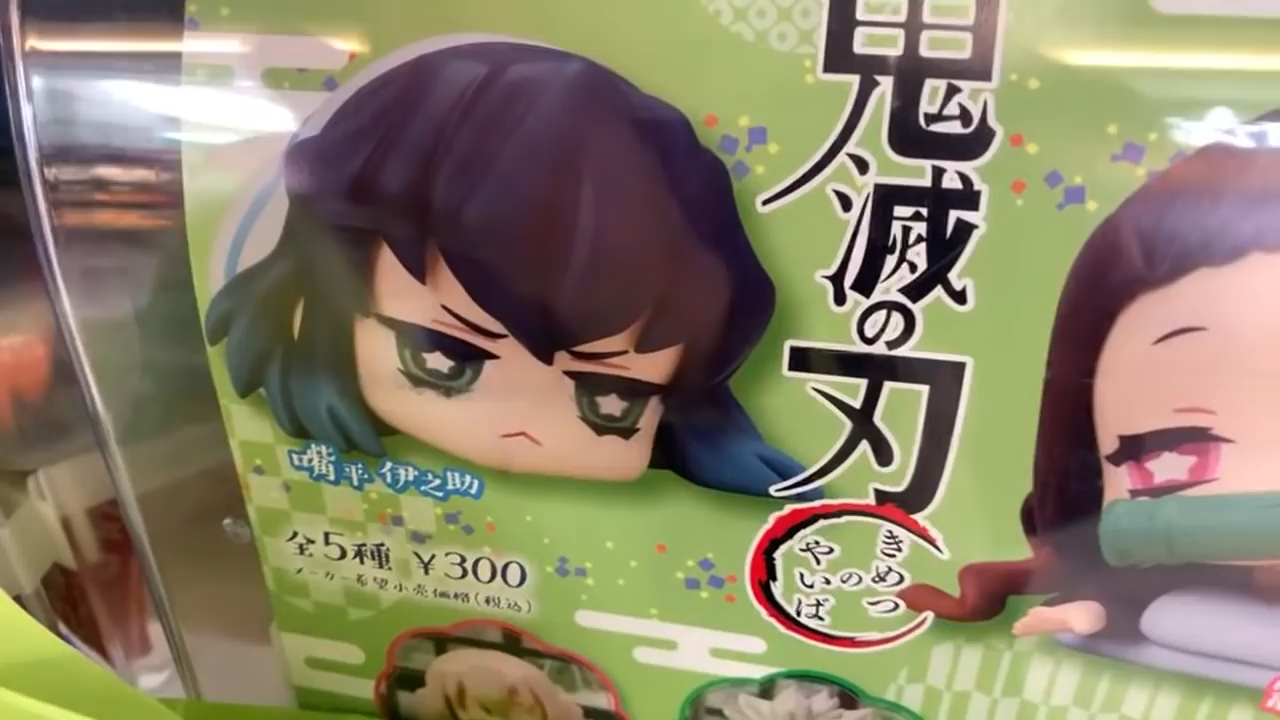 鬼滅の刃
きめつのやいば
嘴平 伊之助
全5種 ¥300
メーカー希望小売価格(税込)